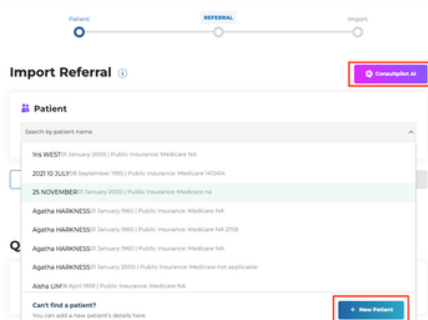 Patient
REFERRAL
Import
Import Referral
Consultpilot AI
Patient
Search by patient name
Iris WEST 01 January 2000 | Public Insurance: Medicare NA
2021 10 JULY 08 September 1995 | Public Insurance: Medicare 1412414
25 NOVEMBER 01 January 2000 | Public Insurance: Medicare na
Agatha HARKNESS 01 January 1960 | Public Insurance: Medicare NA
Agatha HARKNESS 01 January 1960 | Public Insurance: Medicare NA 2759
Agatha HARKNESS 01 January 1960 | Public Insurance: Medicare NA
Agatha HARKNESS 01 January 2000 | Public Insurance: Medicare not applicable
Aisha LIM 18 April 1959 | Public Insurance: Medicare NA
Q
Can't find a patient?
You can add a new patient's details here
+ New Patient